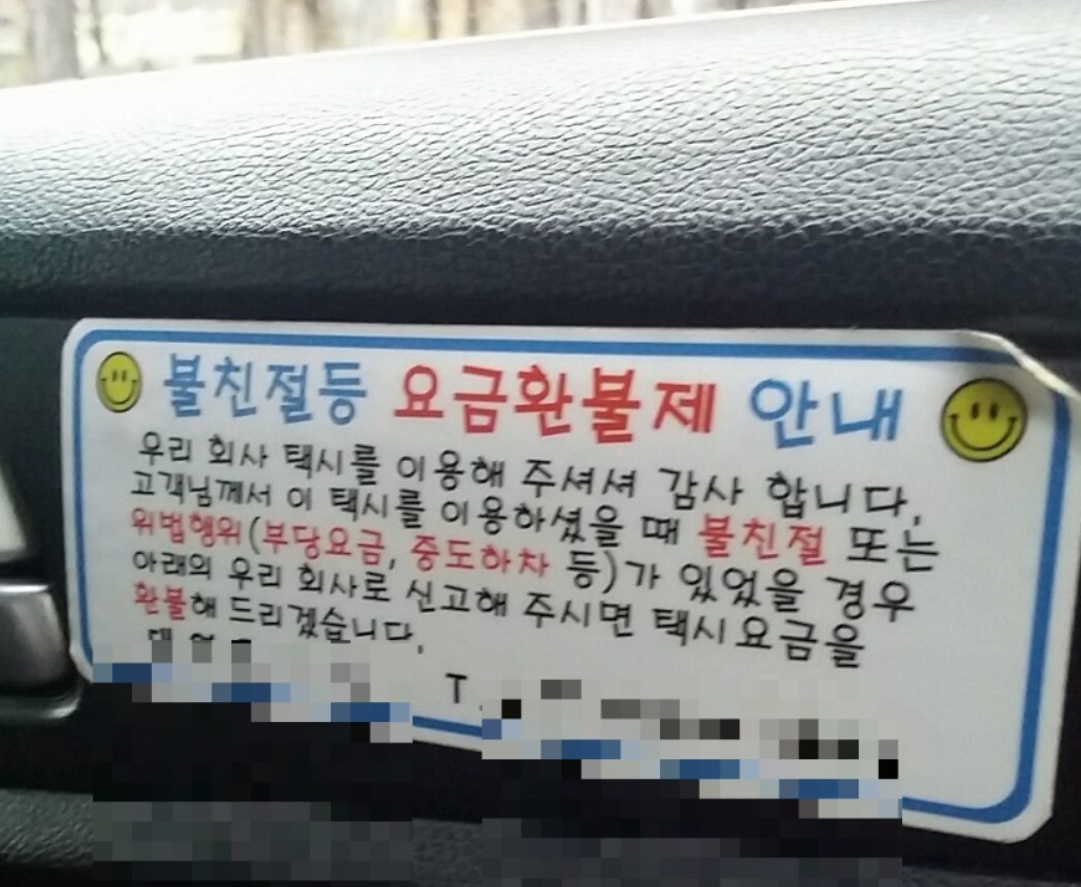 불친절등 요금환불제 안내
우리 회사 택시를 이용해 주셔셔 감사 합니다.
고객님께서 이 택시를 이용하셨을 때 불친절 또는
위법행위(부당요금, 중도하차 등)가 있었을 경우
아래의 우리 회사로 신고해 주시면 택시요금을
환불해 드리겠습니다.
T.